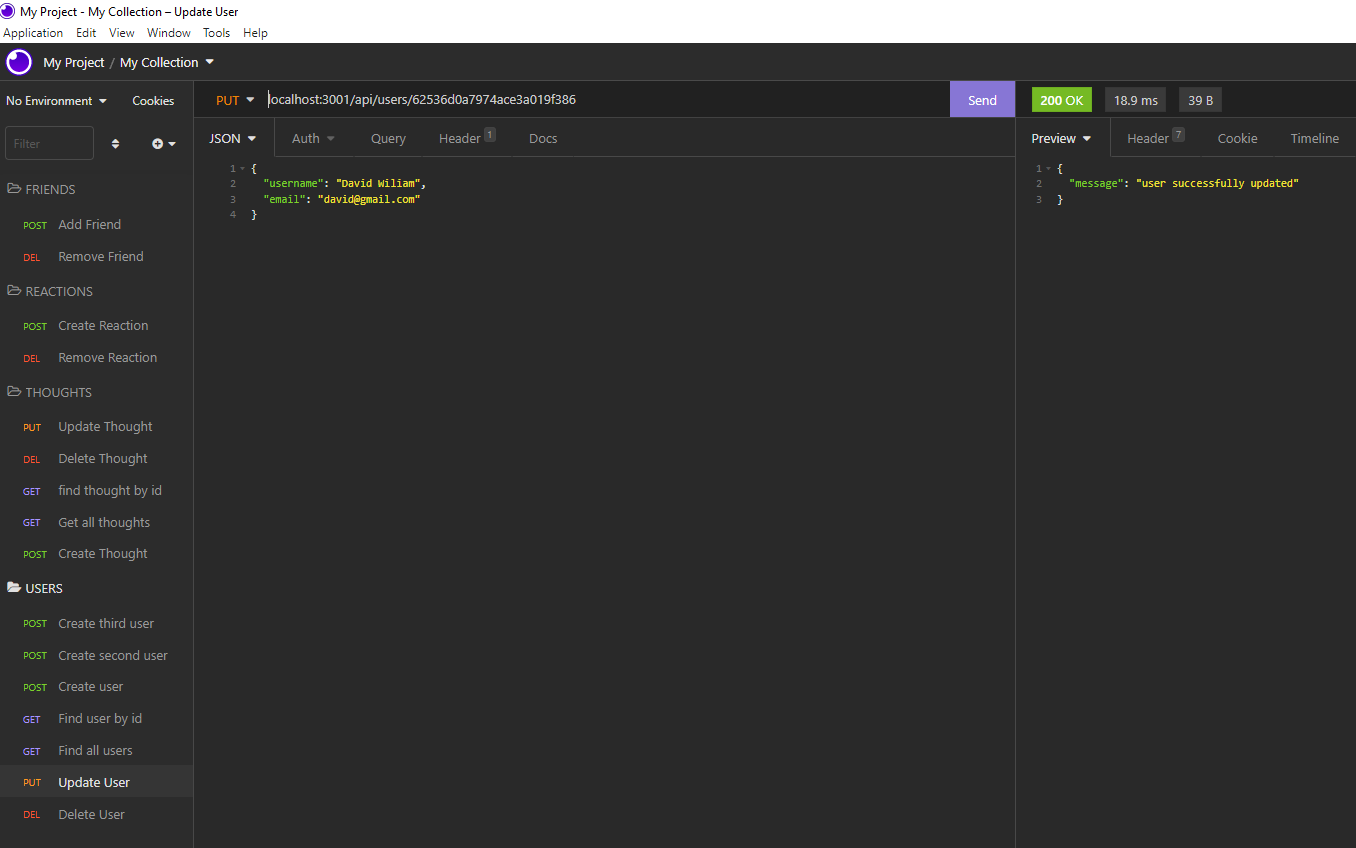 My Project - My Collection – Update User
Application Edit View Window Tools Help
My Project / My Collection
No Environment Cookies
Filter
FRIENDS
POST Add Friend
DEL Remove Friend
REACTIONS
POST Create Reaction
DEL Remove Reaction
THOUGHTS
PUT Update Thought
DEL Delete Thought
GET find thought by id
GET Get all thoughts
POST Create Thought
USERS
POST Create third user
POST Create second user
POST Create user
GET Find user by id
GET Find all users
PUT Update User
DEL Delete User
PUT localhost:3001/api/users/62536d0a7974ace3a019f386 Send
JSON Auth Query Header 1 Docs
1 {
2 "username": "David Wiliam",
3 "email": "david@gmail.com"
4 }
200 OK 18.9 ms 39 B
Preview Header 7 Cookie Timeline
1 {
2 "message": "user successfully updated"
3 }